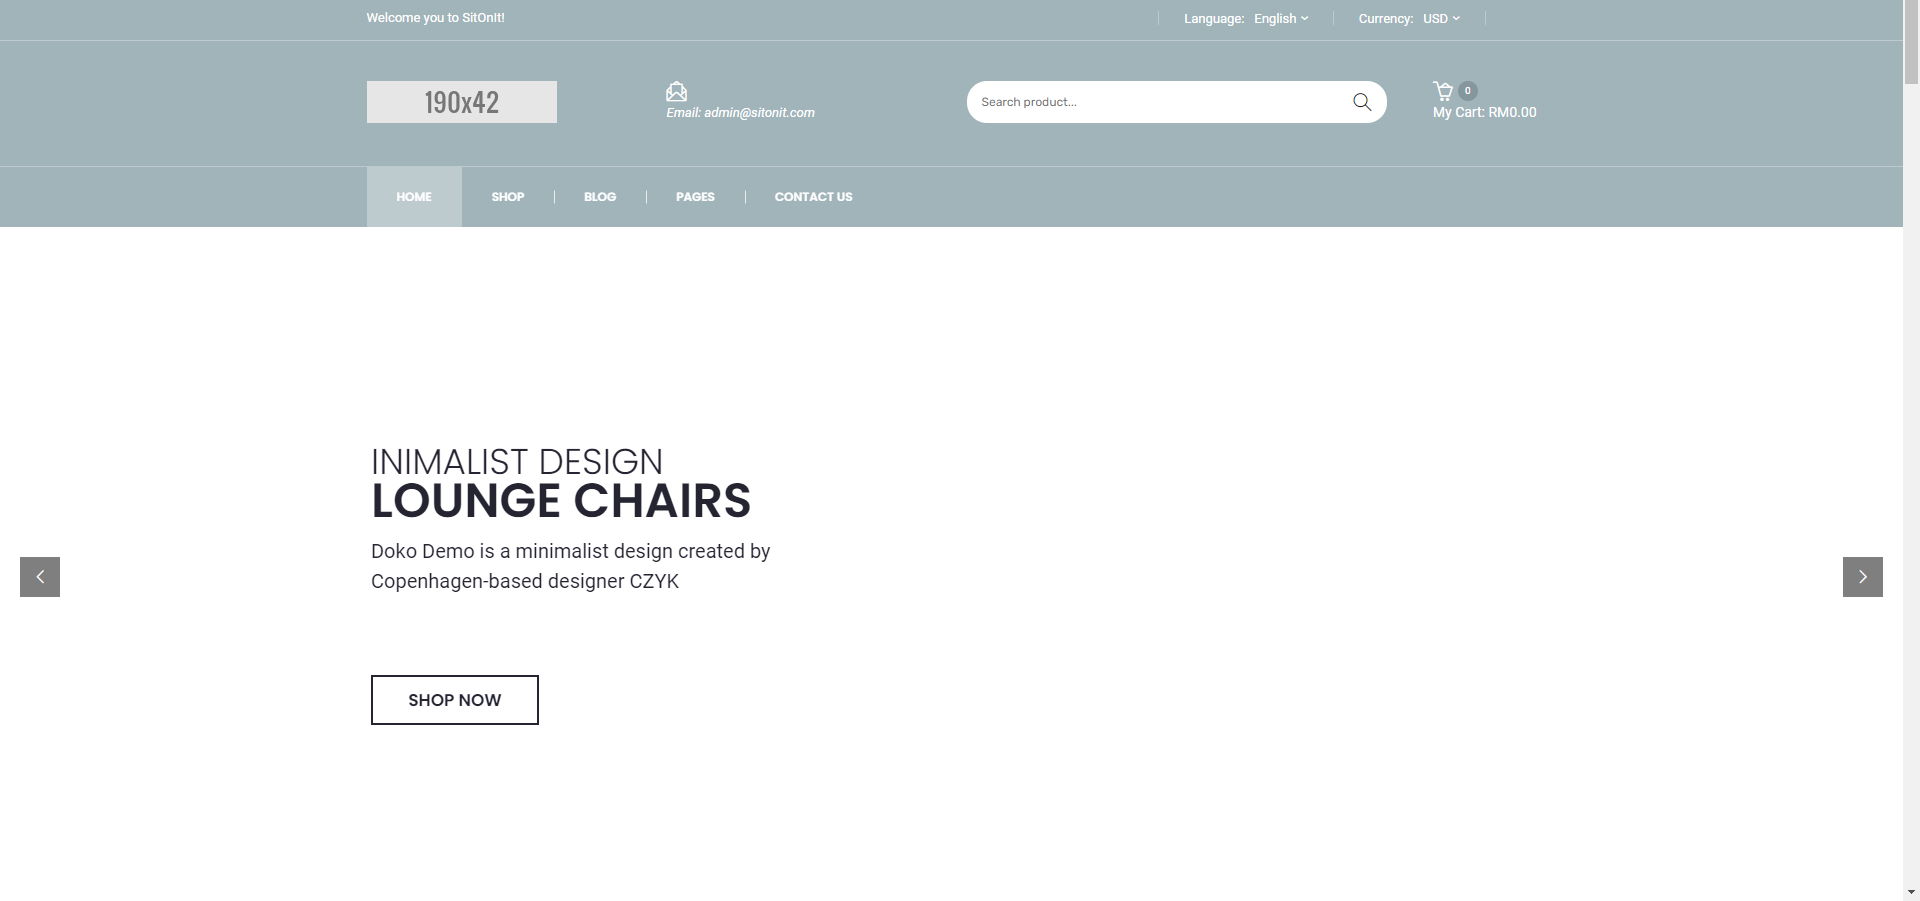 Welcome you to SitOnIt!
Language: English
Currency: USD
190x42
Email: admin@sitonit.com
Search product...
0
My Cart: RM0.00
HOME
SHOP
BLOG
PAGES
CONTACT US
INIMALIST DESIGN
LOUNGE CHAIRS
Doko Demo is a minimalist design created by
Copenhagen-based designer CZYK
SHOP NOW